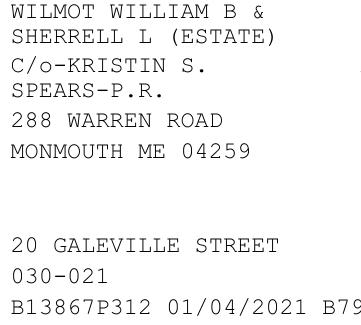 WILMOT WILLIAM B &
SHERRELL L (ESTATE)
C/o-KRISTIN S.
SPEARS-P.R.
288 WARREN ROAD
MONMOUTH ME 04259
20 GALEVILLE STREET
030-021
B13867P312 01/04/2021 B79